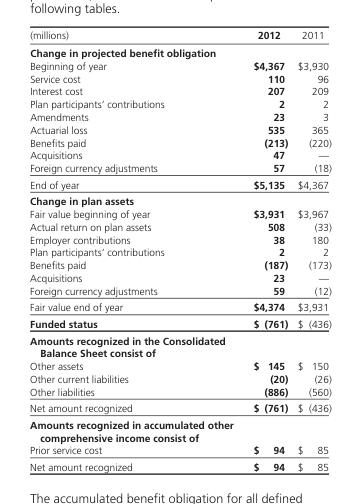 following tables.
(millions) 2012 2011
Change in projected benefit obligation
Beginning of year $4,367 $3,930
Service cost 110 96
Interest cost 207 209
Plan participants’ contributions 2 2
Amendments 23 3
Actuarial loss 535 365
Benefits paid (213) (220)
Acquisitions 47 —
Foreign currency adjustments 57 (18)
End of year $5,135 $4,367
Change in plan assets
Fair value beginning of year $3,931 $3,967
Actual return on plan assets 508 (33)
Employer contributions 38 180
Plan participants’ contributions 2 2
Benefits paid (187) (173)
Acquisitions 23 —
Foreign currency adjustments 59 (12)
Fair value end of year $4,374 $3,931
Funded status $ (761) $ (436)
Amounts recognized in the Consolidated
Balance Sheet consist of
Other assets $ 145 $ 150
Other current liabilities (20) (26)
Other liabilities (886) (560)
Net amount recognized $ (761) $ (436)
Amounts recognized in accumulated other
comprehensive income consist of
Prior service cost $ 94 $ 85
Net amount recognized $ 94 $ 85
The accumulated benefit obligation for all defined